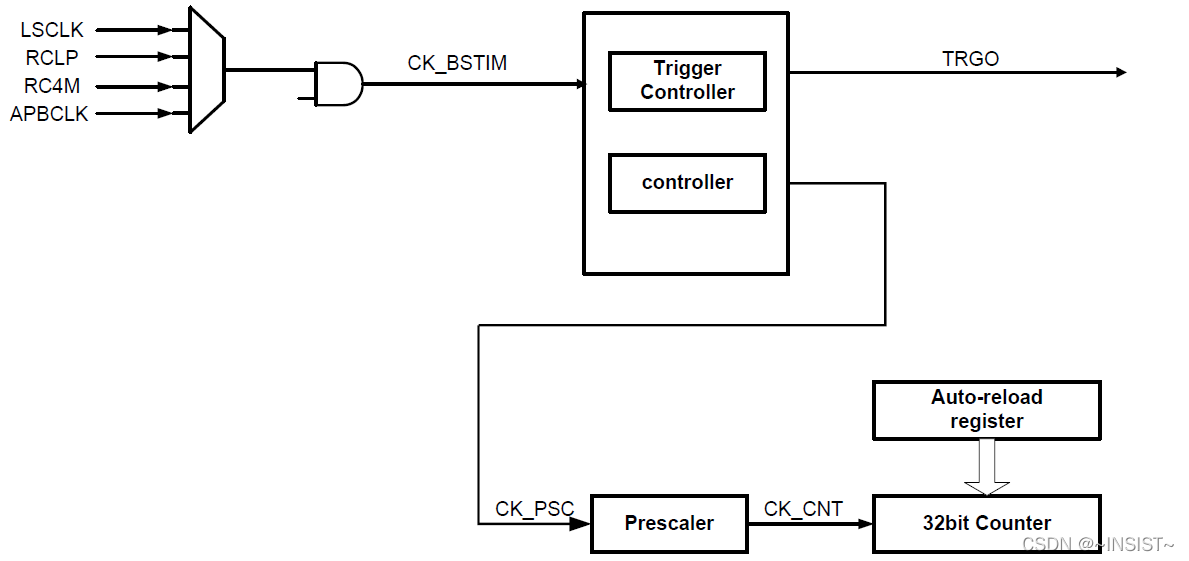 LSCLK
RCLP
RC4M
APBCLK
CK_BSTIM
Trigger
Controller
controller
TRGO
Auto-reload
register
CK_PSC
Prescaler
CK_CNT
32bit Counter
CSDN @~INSIST~